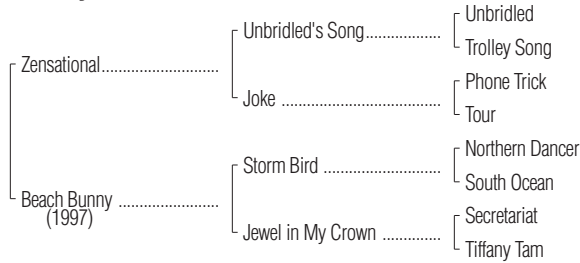 Unbridled
Unbridled's Song..................
Trolley Song
Zensational............................
Phone Trick
Joke ......................................
Tour
Northern Dancer
Storm Bird ............................
South Ocean
Beach Bunny ........................
(1997)
Secretariat
Jewel in My Crown ...............
Tiffany Tam